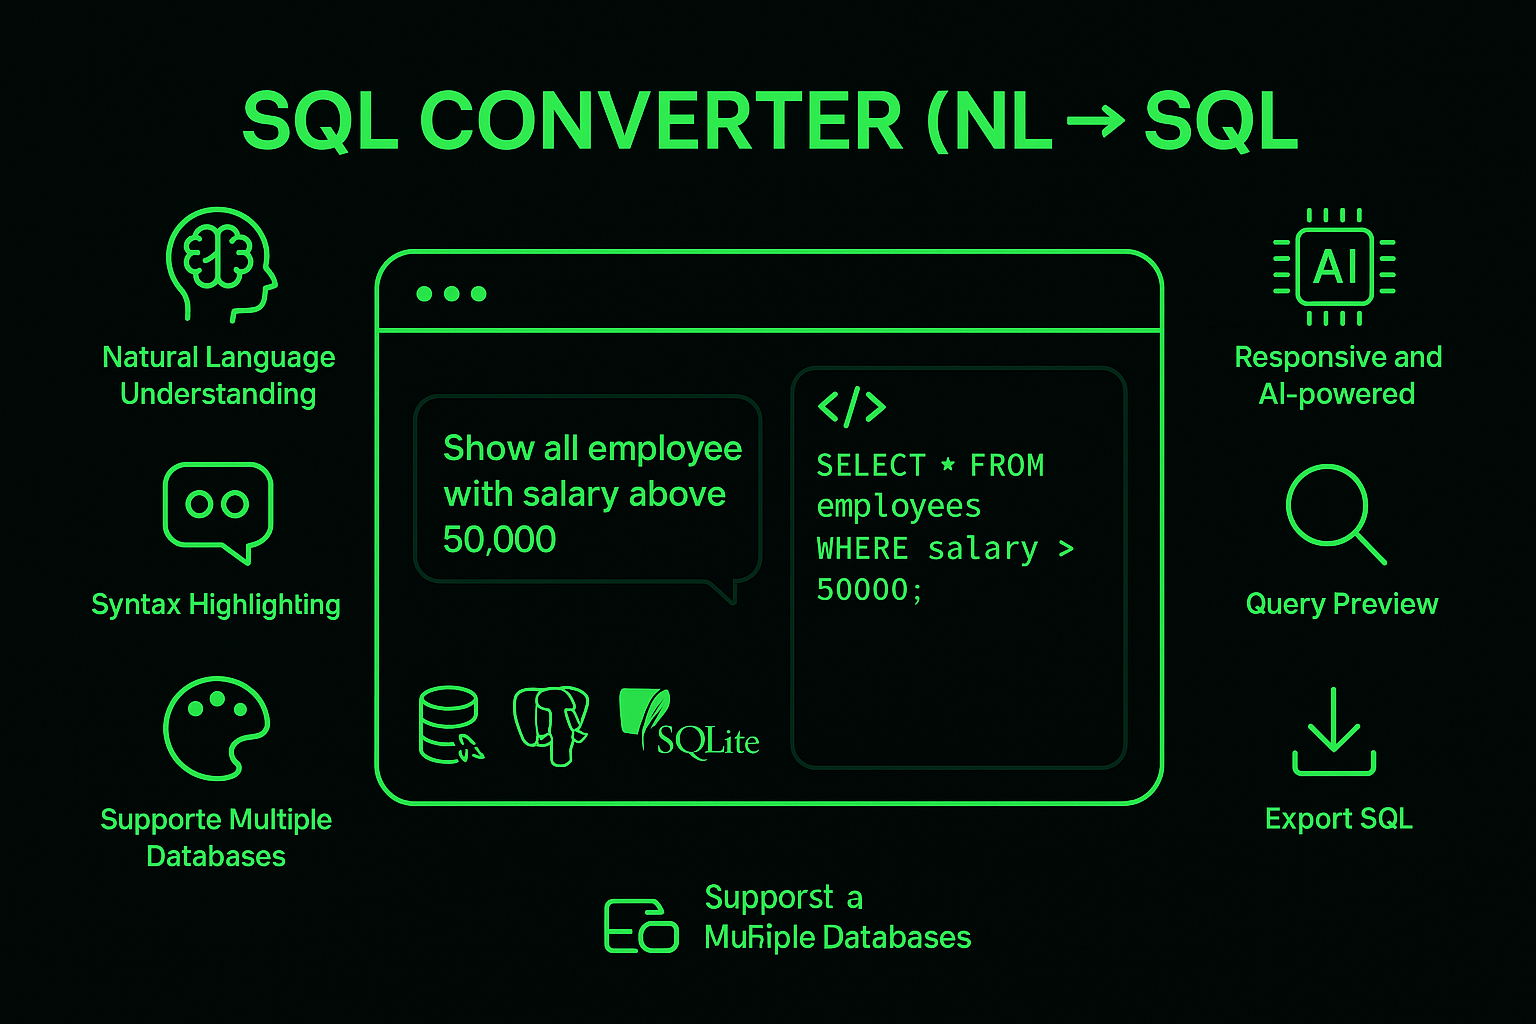 SQL CONVERTER (NL → SQL
Natural Language
Understanding
Syntax Highlighting
Supporte Multiple
Databases
Show all employee
with salary above
50,000
SQLite
</>
SELECT * FROM
employees
WHERE salary >
50000;
AI
Responsive and
AI-powered
Query Preview
Export SQL
Supporst a
Databases